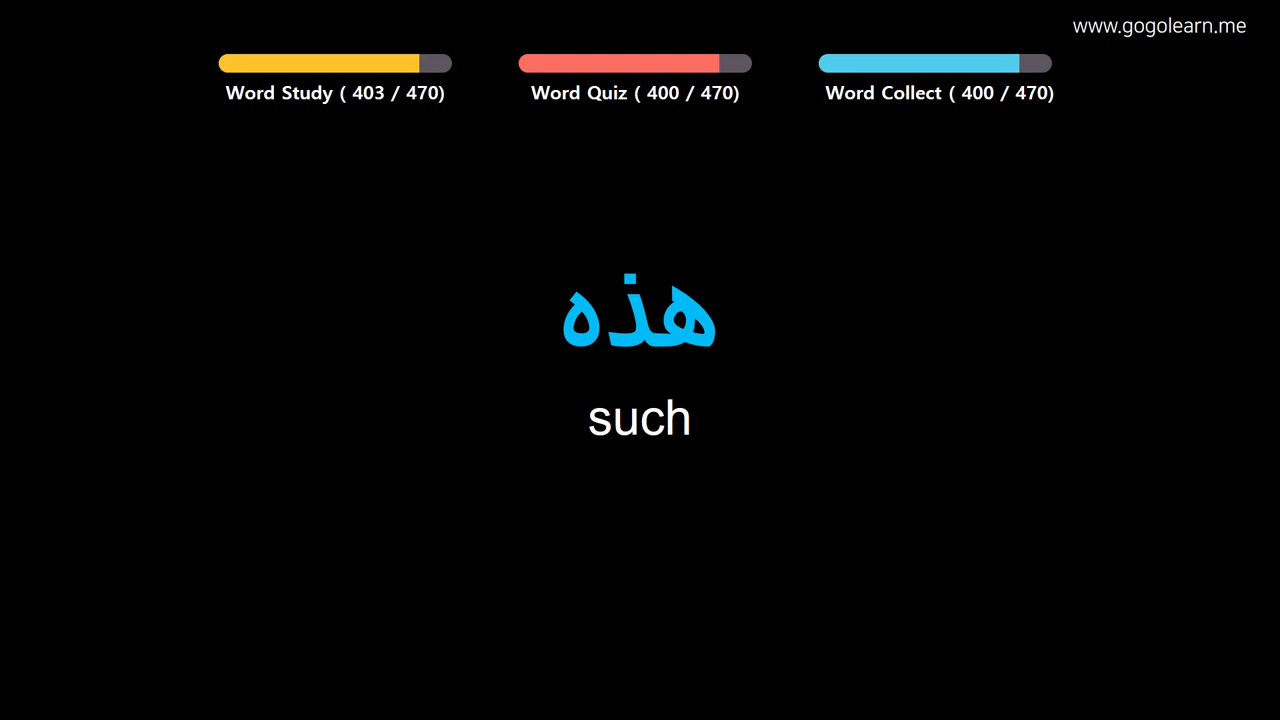 www.gogolearn.me
Word Study ( 403 / 470)
Word Quiz ( 400 / 470)
Word Collect ( 400 / 470)
هذه
such